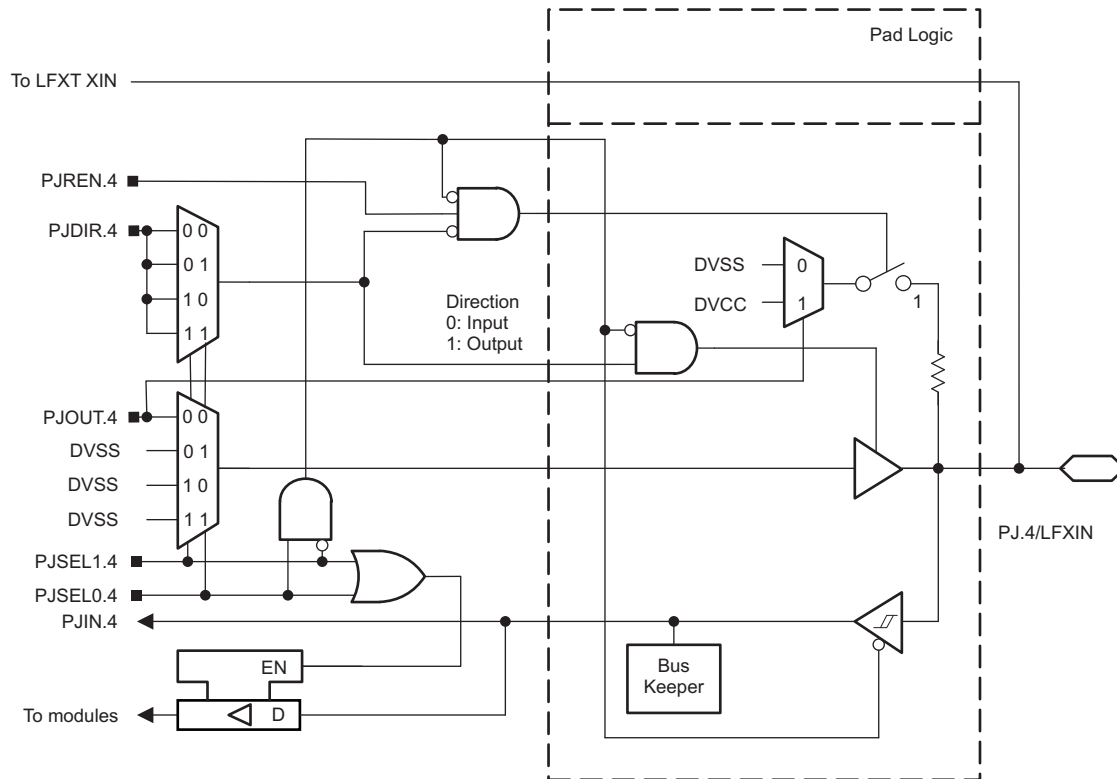 Pad Logic
To LFXT XIN
PJREN.4
PJDIR.4
0 0
0 1
1 0
1 1
Direction
0: Input
1: Output
DVSS
0
DVCC
1
1
PJOUT.4
0 0
DVSS
0 1
DVSS
1 0
DVSS
1 1
PJ.4/LFXIN
PJSEL1.4
PJSEL0.4
PJIN.4
EN
D
To modules
Bus
Keeper